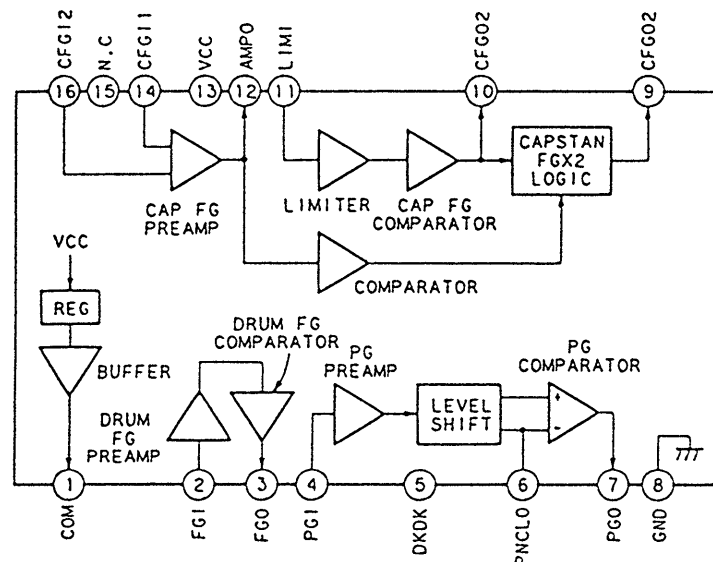 CFGI2
N.C
CFGI1
VCC
AMPO
LIMI
CFGO2
CFGO2
16
15
14
13
12
11
10
9
CAP FG
PREAMP
LIMITER
CAP FG
COMPARATOR
CAPSTAN
FGX2
LOGIC
COMPARATOR
VCC
REG
BUFFER
DRUM
FG
PREAMP
DRUM FG
COMPARATOR
PG
PREAMP
LEVEL
SHIFT
PG
COMPARATOR
+
-
1
2
3
4
5
6
7
8
COM
FGI
FGO
PGI
DKDK
PNCLO
PGO
GND